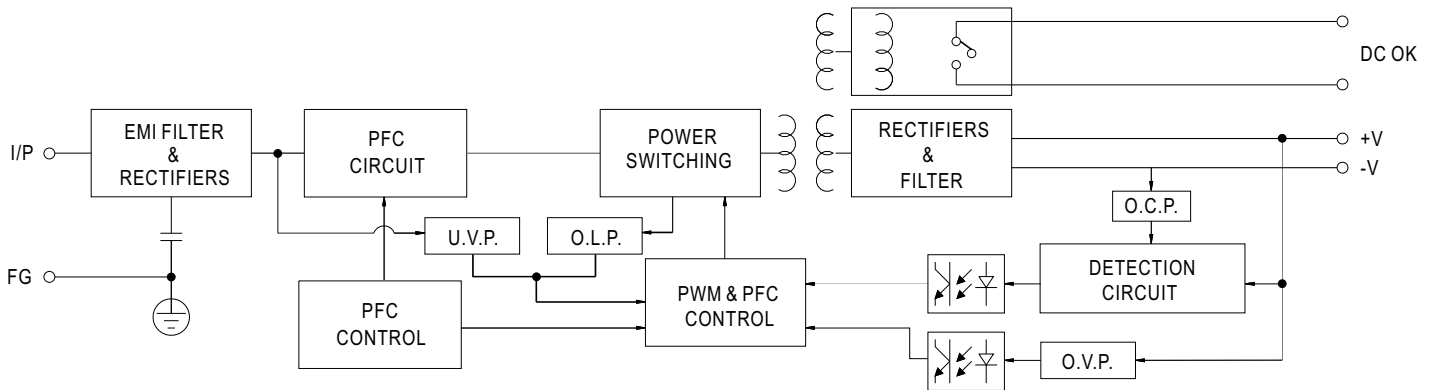 DC OK
I/P
EMI FILTER
&
RECTIFIERS
PFC
CIRCUIT
POWER
SWITCHING
RECTIFIERS
&
FILTER
+V
-V
O.C.P.
U.V.P.
O.L.P.
FG
PFC
CONTROL
PWM & PFC
CONTROL
DETECTION
CIRCUIT
O.V.P.